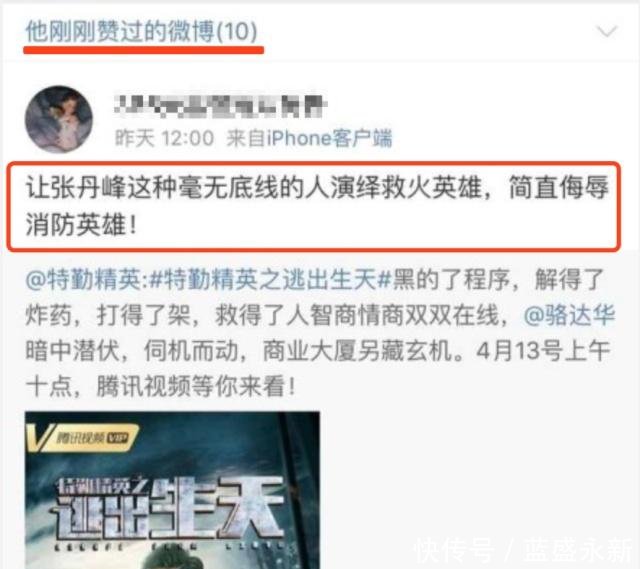 他刚刚赞过的微博(10)
昨天 12:00 来自iPhone客户端
让张丹峰这种毫无底线的人演绎救火英雄，简直侮辱
消防英雄！
@特勤精英:#特勤精英之逃出生天#黑的了程序，解得了
炸药，打得了架，救得了人智商情商双双在线，@骆达华
暗中潜伏，伺机而动，商业大厦另藏玄机。4月13号上午
十点，腾讯视频等你来看！
腾讯视频VIP
特勤精英之
逃出生天
快传号／蓝盛永新